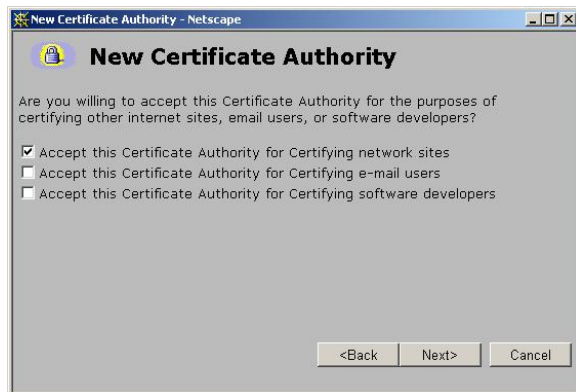 New Certificate Authority - Netscape
New Certificate Authority
Are you willing to accept this Certificate Authority for the purposes of
certifying other internet sites, email users, or software developers?
Accept this Certificate Authority for Certifying network sites
Accept this Certificate Authority for Certifying e-mail users
Accept this Certificate Authority for Certifying software developers
<Back Next> Cancel